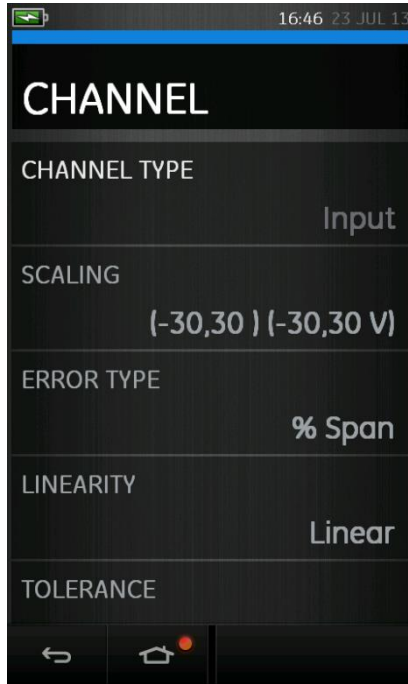 16:46 23 JUL 13
CHANNEL
CHANNEL TYPE
Input
SCALING
(-30,30 ) (-30,30 V)
ERROR TYPE
% Span
LINEARITY
Linear
TOLERANCE